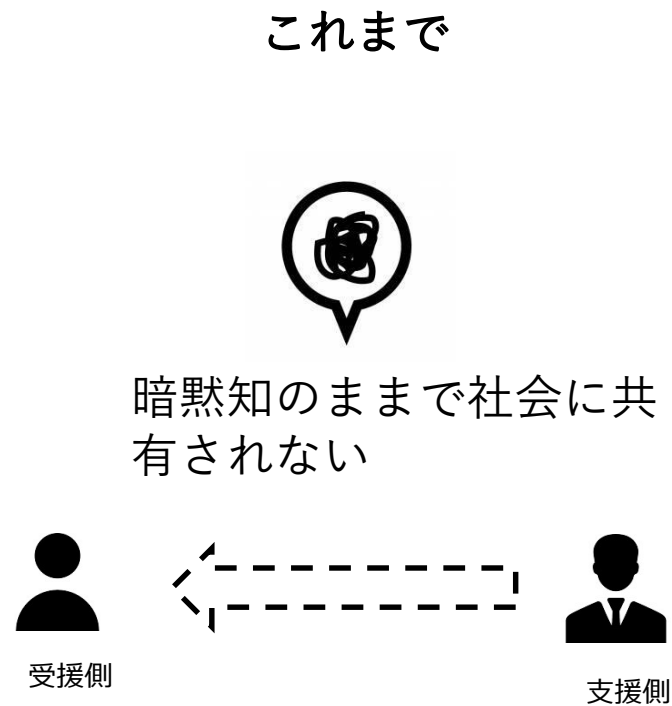 これまで
暗黙知のままで社会に共
有されない
受援側
支援側